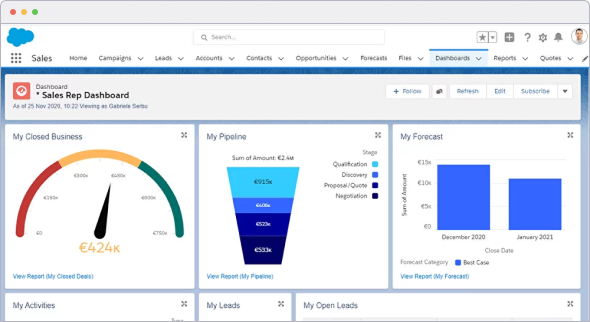 Search...
Sales
Home Campaigns Leads Accounts Contacts Opportunities Forecasts Files Dashboards Reports Quotes
Dashboard
* Sales Rep Dashboard
As of 25 Nov 2020, 10:22 Viewing as Gabriele Serbu
+ Follow Refresh Edit Subscribe
My Closed Business
€0
€150K
€300K
€450K
€600K
€750K
€424K
View Report (My Closed Deals)
My Pipeline
Sum of Amount: €2.4M
Stage
Qualification
Discovery
Proposal/Quote
Negotiation
€915K
€406K
€523K
€533K
View Report (My Pipeline)
My Forecast
Sum of Amount
€15K
€10K
€5K
€0
December 2020 January 2021
Close Date
Forecast Category Best Case
View Report (My Forecast)
My Activities
My Leads
My Open Leads